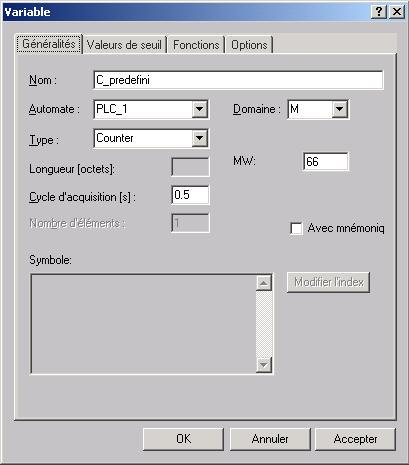 Variable
Généralités Valeurs de seuil Fonctions Options
Nom : C_predefini
Automate : PLC_1 Domaine : M
Type : Counter
Longueur [octets]: MW: 66
Cycle d'acquisition [s] : 0.5
Nombre d'éléments : 1
Avec mnémoniq
Symbole:
Modifier l'index
OK Annuler Accepter